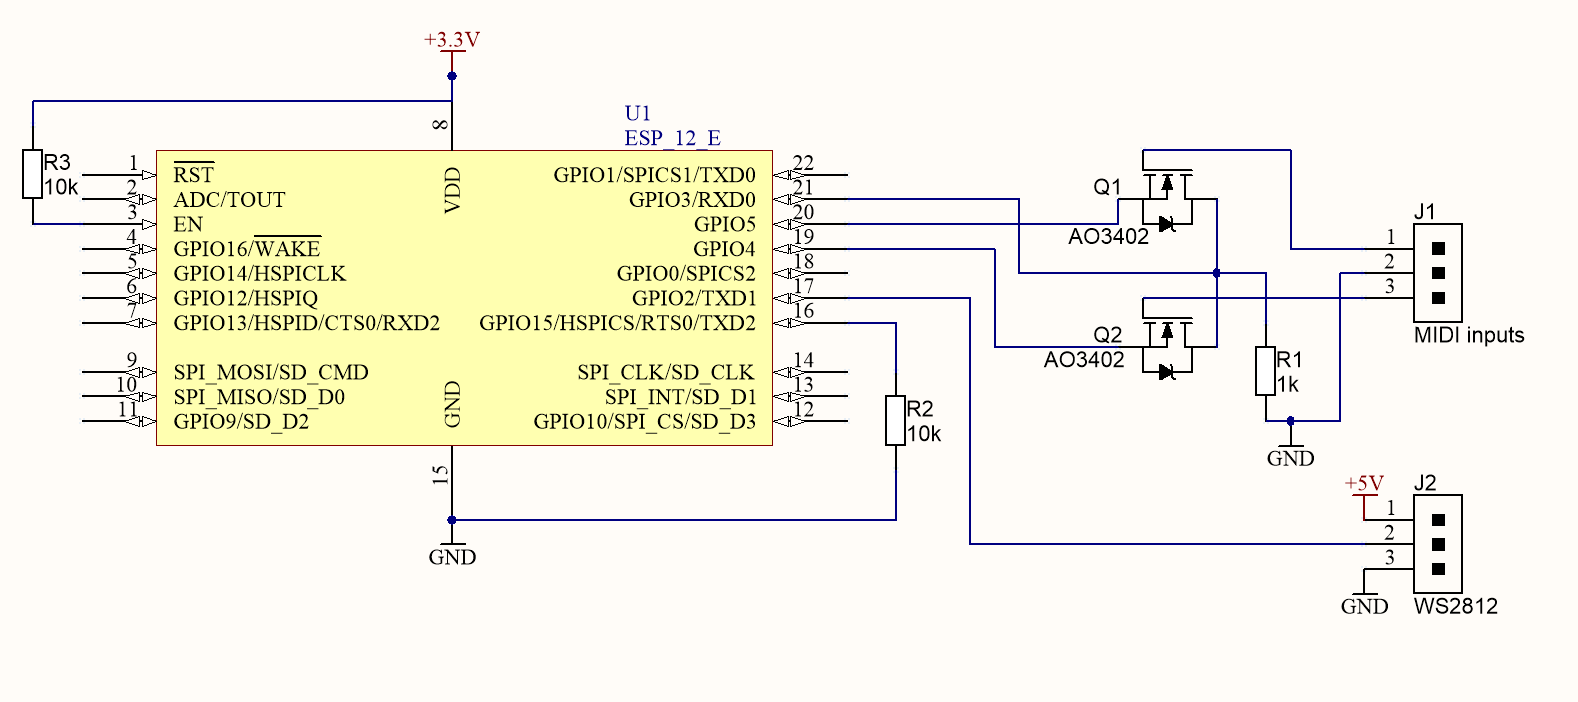 +3.3V
U1
ESP_12_E
8
R3
10k
1
RST
2
ADC/TOUT
3
EN
4
GPIO16/WAKE
5
GPIO14/HSPICLK
6
GPIO12/HSPIQ
7
GPIO13/HSPID/CTS0/RXD2
9
SPI_MOSI/SD_CMD
10
SPI_MISO/SD_D0
11
GPIO9/SD_D2
VDD
GND
15
GND
GPIO1/SPICS1/TXD0
22
GPIO3/RXD0
21
GPIO5
20
GPIO4
19
GPIO0/SPICS2
18
GPIO2/TXD1
17
GPIO15/HSPICS/RTS0/TXD2
16
SPI_CLK/SD_CLK
14
SPI_INT/SD_D1
13
GPIO10/SPI_CS/SD_D3
12
R2
10k
Q1
AO3402
Q2
AO3402
R1
1k
GND
J1
1
2
3
MIDI inputs
+5V
J2
1
2
3
GND
WS2812